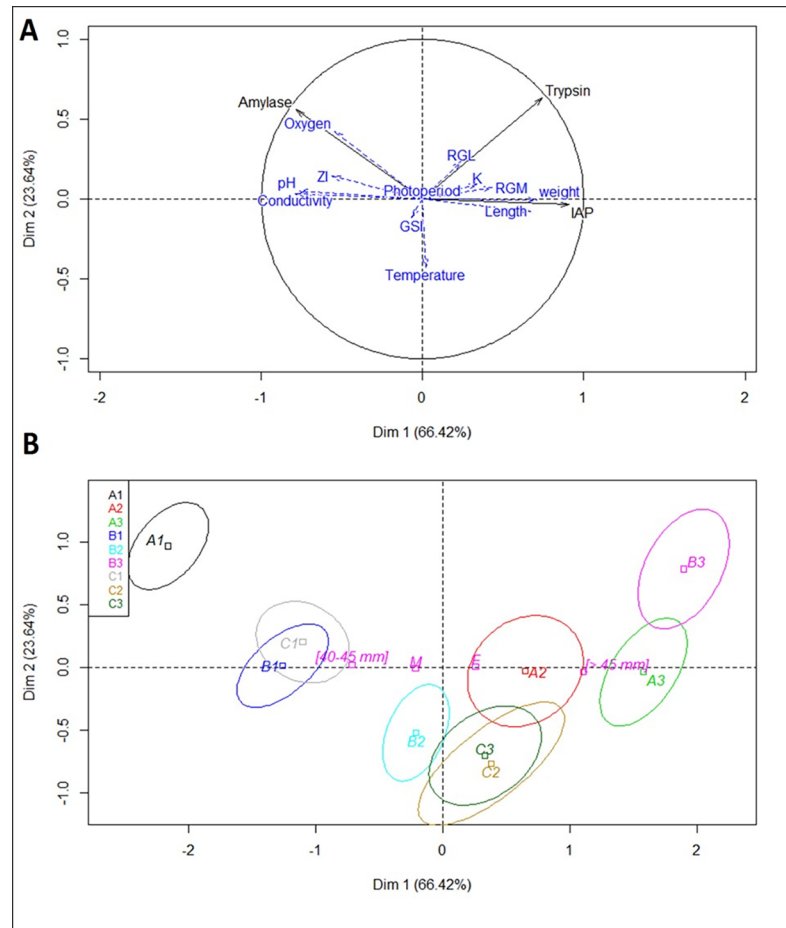 A
1.0
0.5
0.0
-0.5
-1.0
Dim 2 (23.64%)
Amylase
Trypsin
Oxygen
RGL
ZI
K
pH
Photoperiod
RGM
weight
Conductivity
Length
IAP
GSI
Temperature
-2
-1
0
1
2
Dim 1 (66.42%)
B
A1
A2
A3
B1
B2
B3
C1
C2
C3
1.0
0.5
0.0
-0.5
-1.0
Dim 2 (23.64%)
A1
B3
C1
[40-45 mm]
B1
M
E
A2
[> 45 mm]
A3
B2
C3
C2
-2
-1
0
1
2
Dim 1 (66.42%)